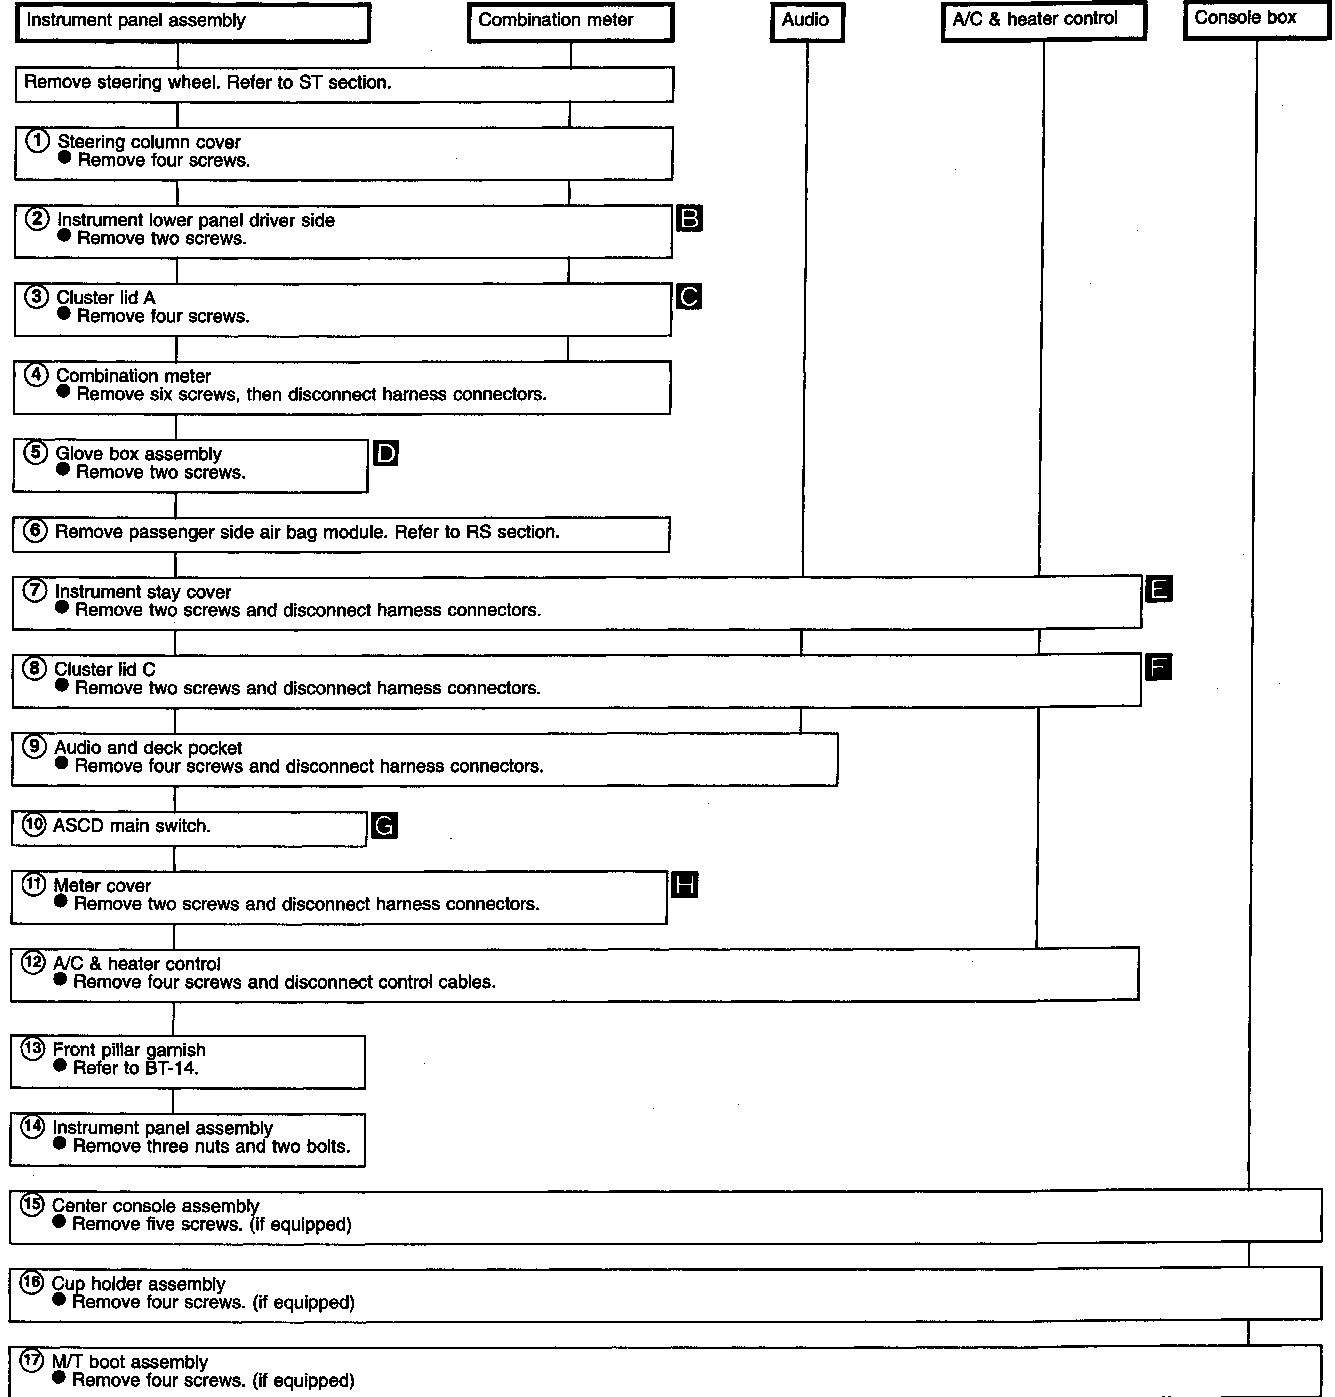 Instrument panel assembly
Combination meter
Audio
A/C & heater control
Console box
Remove steering wheel. Refer to ST section.
1 Steering column cover
● Remove four screws.
2 Instrument lower panel driver side
● Remove two screws.
B
3 Cluster lid A
● Remove four screws.
C
4 Combination meter
● Remove six screws, then disconnect harness connectors.
5 Glove box assembly
● Remove two screws.
D
6 Remove passenger side air bag module. Refer to RS section.
7 Instrument stay cover
● Remove two screws and disconnect harness connectors.
E
8 Cluster lid C
● Remove two screws and disconnect harness connectors.
F
9 Audio and deck pocket
● Remove four screws and disconnect harness connectors.
10 ASCD main switch.
G
11 Meter cover
● Remove two screws and disconnect harness connectors.
H
12 A/C & heater control
● Remove four screws and disconnect control cables.
13 Front pillar garnish
● Refer to BT-14.
14 Instrument panel assembly
● Remove three nuts and two bolts.
15 Center console assembly
● Remove five screws. (if equipped)
16 Cup holder assembly
● Remove four screws. (if equipped)
17 M/T boot assembly
● Remove four screws. (if equipped)